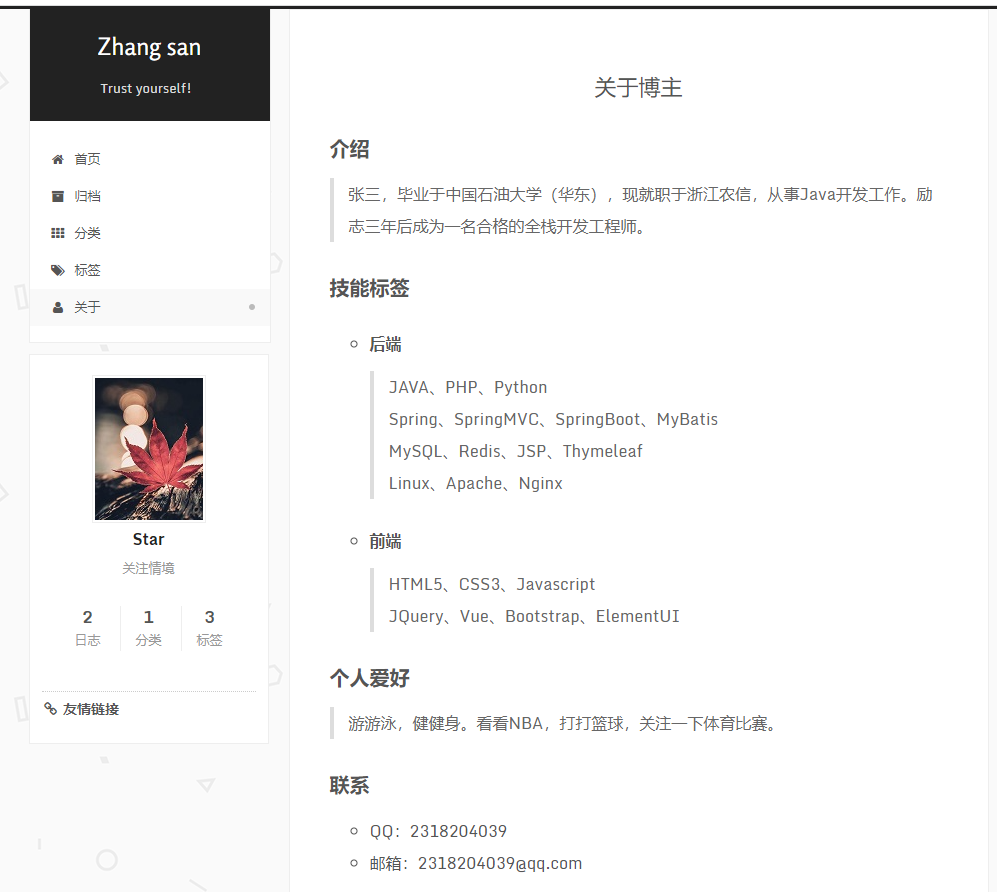 Zhang san
Trust yourself!
首页
归档
分类
标签
关于
Star
关注情境
2
日志
1
分类
3
标签
友情链接
关于博主
介绍
张三，毕业于中国石油大学（华东），现就职于浙江农信，从事Java开发工作。励
志三年后成为一名合格的全栈开发工程师。
技能标签
后端
JAVA、PHP、Python
Spring、SpringMVC、SpringBoot、MyBatis
MySQL、Redis、JSP、Thymeleaf
Linux、Apache、Nginx
前端
HTML5、CSS3、Javascript
JQuery、Vue、Bootstrap、ElementUI
个人爱好
游游泳，健健身。看看NBA，打打篮球，关注一下体育比赛。
联系
QQ：2318204039
邮箱：2318204039@qq.com